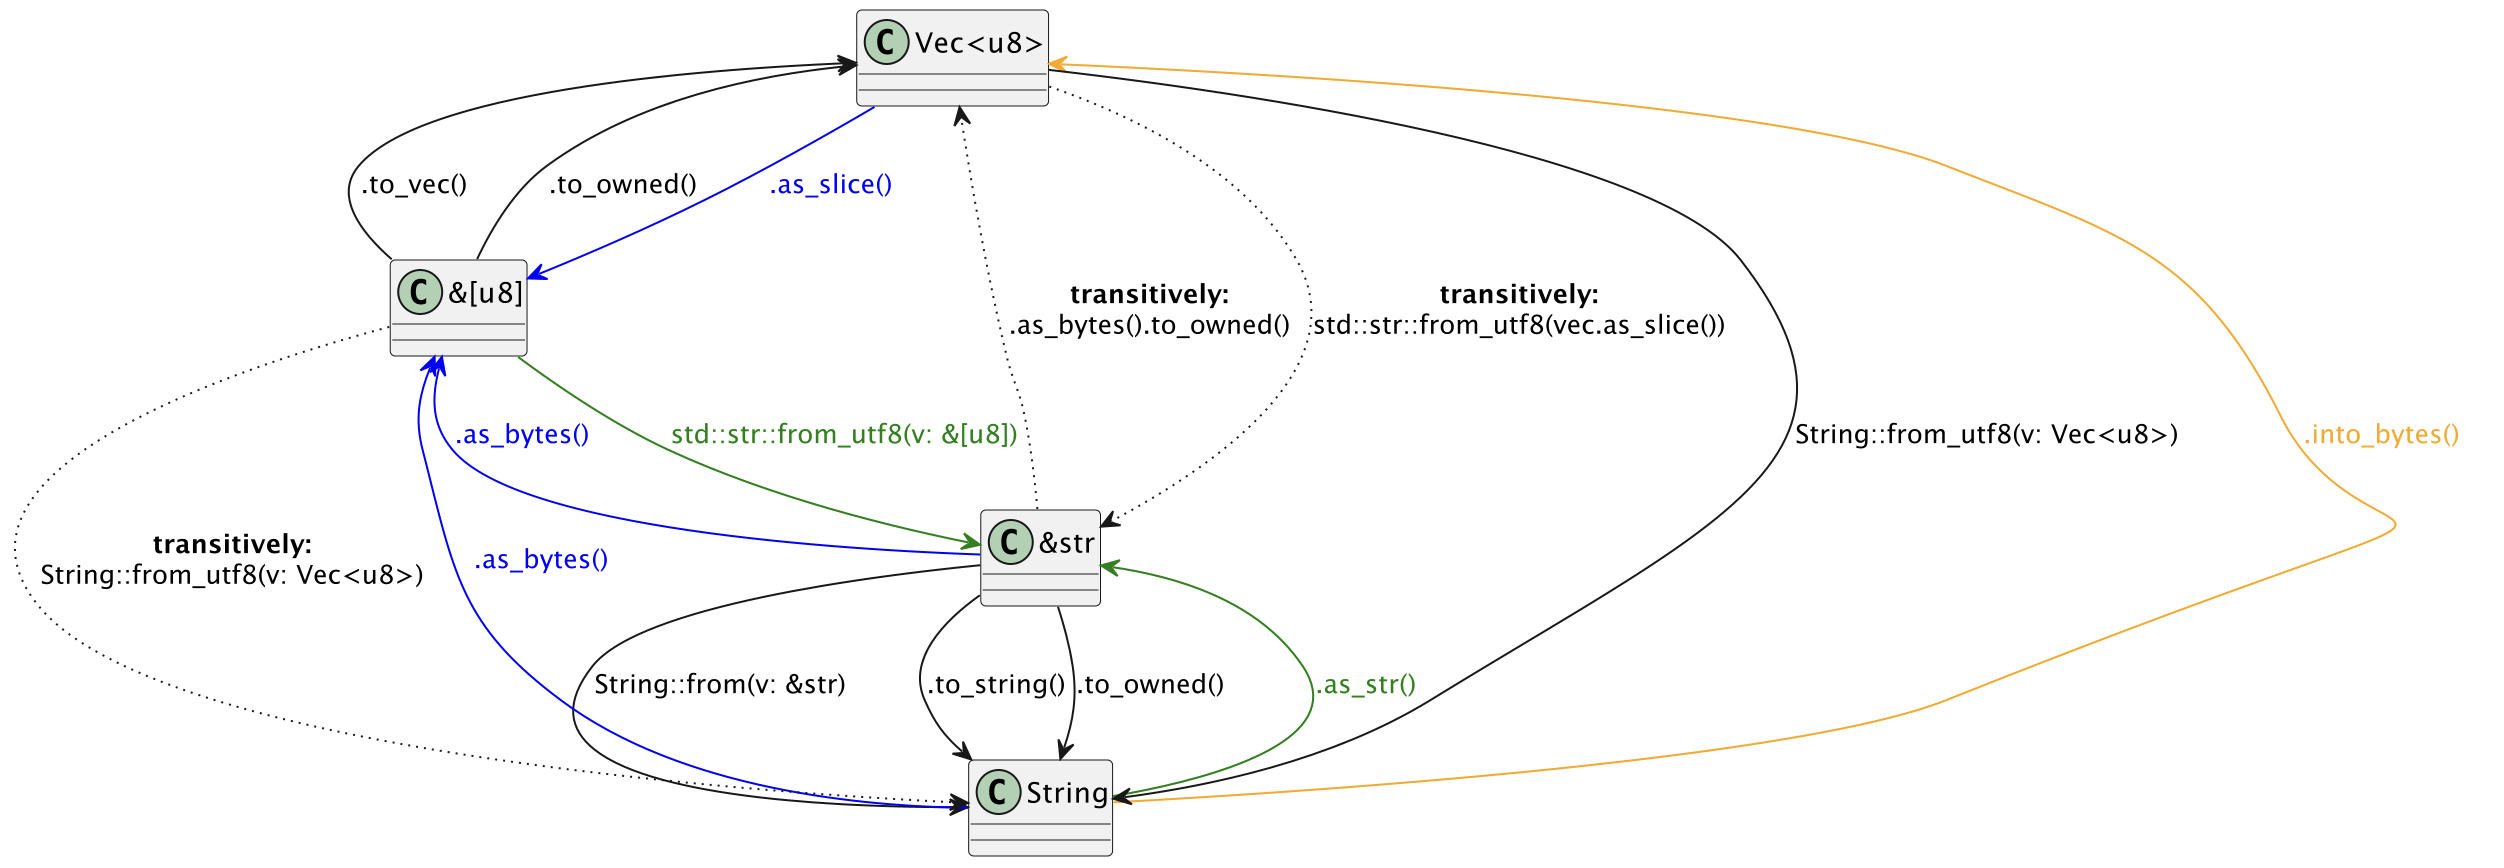 C Vec<u8>
.to_vec()
.to_owned()
.as_slice()
C &[u8]
transitively:
.as_bytes().to_owned()
transitively:
std::str::from_utf8(vec.as_slice())
.as_bytes()
std::str::from_utf8(v: &[u8])
String::from_utf8(v: Vec<u8>)
.into_bytes()
transitively:
String::from_utf8(v: Vec<u8>)
.as_bytes()
C &str
String::from(v: &str)
.to_string()
.to_owned()
.as_str()
C String